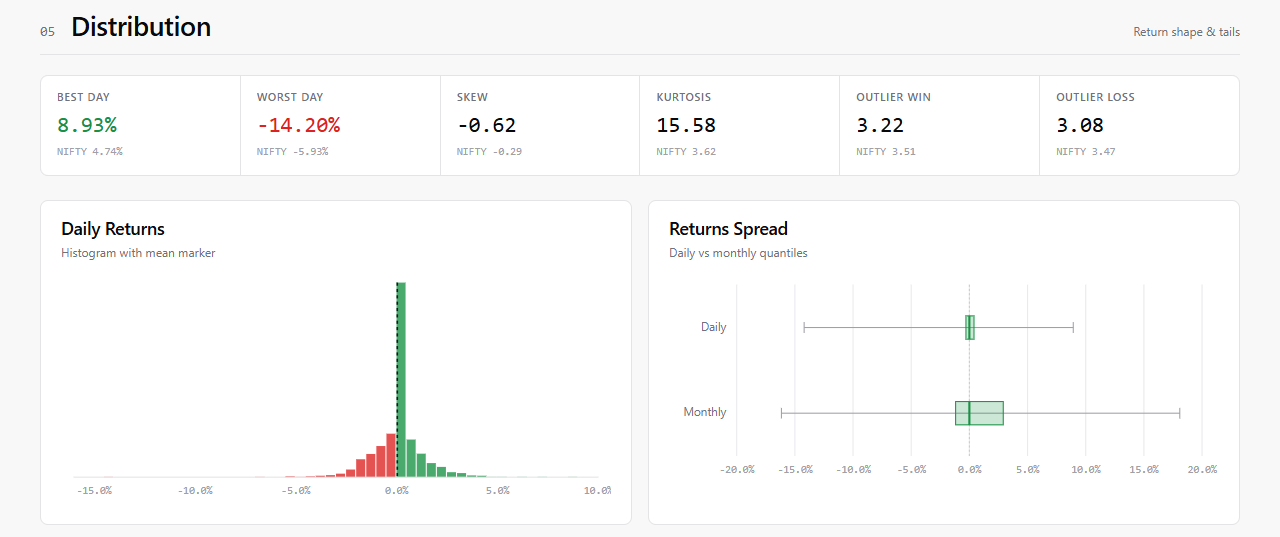 05 Distribution Return shape & tails
BEST DAY WORST DAY SKEW KURTOSIS OUTLIER WIN OUTLIER LOSS
8.93% -14.20% -0.62 15.58 3.22 3.08
NIFTY 4.74% NIFTY -5.93% NIFTY -0.29 NIFTY 3.62 NIFTY 3.51 NIFTY 3.47
Daily Returns
Histogram with mean marker
-15.0% -10.0% -5.0% 0.0% 5.0% 10.0%
Returns Spread
Daily vs monthly quantiles
Daily
Monthly
-20.0% -15.0% -10.0% -5.0% 0.0% 5.0% 10.0% 15.0% 20.0%